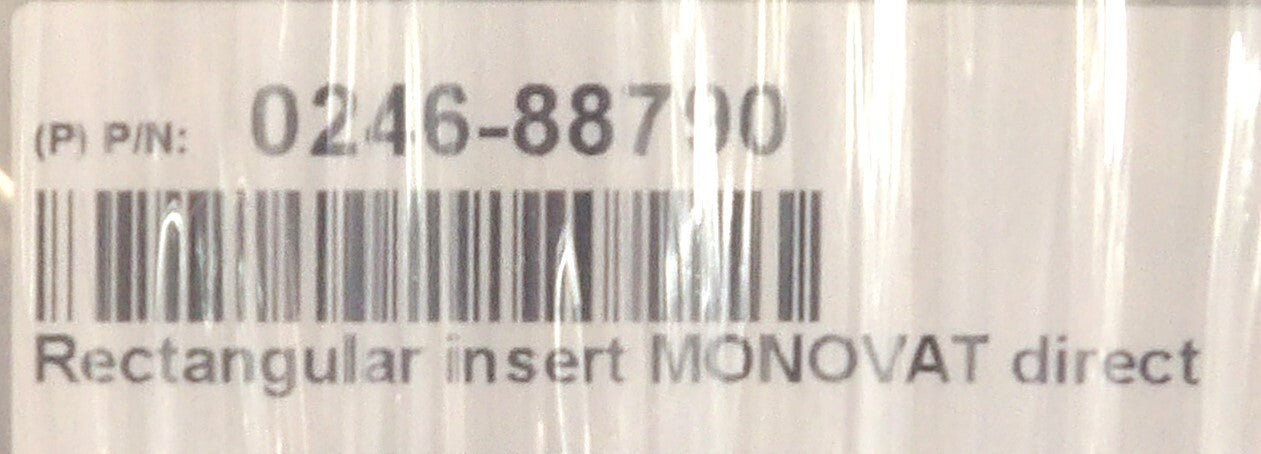 (P) P/N: 0246-88790
Rectangular insert MONOVAT direct